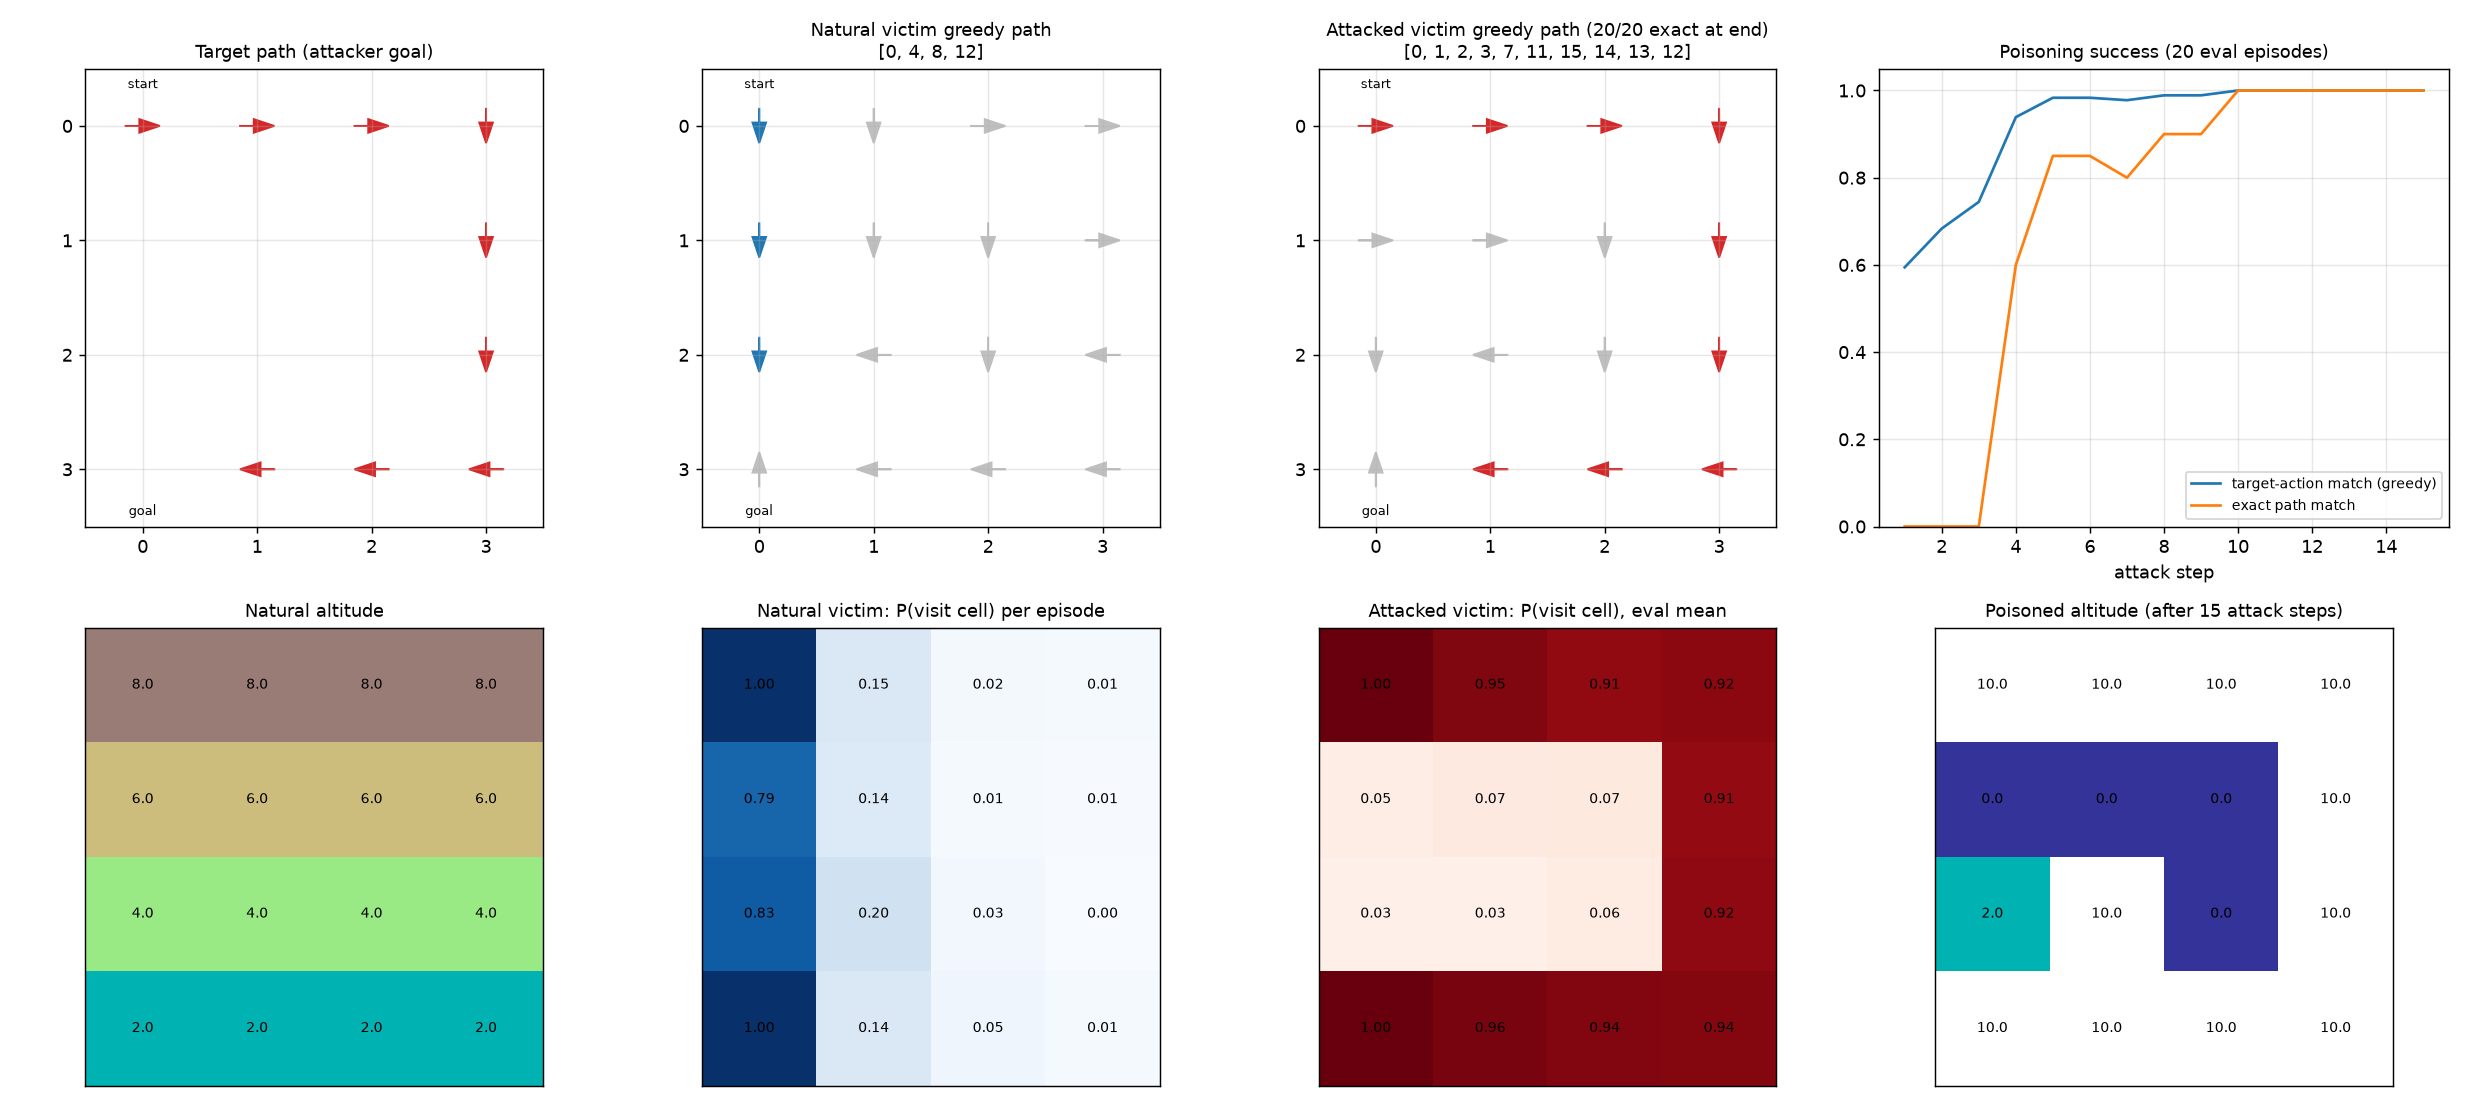 Target path (attacker goal)
start
0
1
2
3
goal
0 1 2 3
Natural victim greedy path
[0, 4, 8, 12]
start
0
1
2
3
goal
0 1 2 3
Attacked victim greedy path (20/20 exact at end)
[0, 1, 2, 3, 7, 11, 15, 14, 13, 12]
start
0
1
2
3
goal
0 1 2 3
Poisoning success (20 eval episodes)
1.0
0.8
0.6
0.4
0.2
0.0
target-action match (greedy)
exact path match
2 4 6 8 10 12 14
attack step
Natural altitude
8.0 8.0 8.0 8.0
6.0 6.0 6.0 6.0
4.0 4.0 4.0 4.0
2.0 2.0 2.0 2.0
Natural victim: P(visit cell) per episode
1.00 0.15 0.02 0.01
0.79 0.14 0.01 0.01
0.83 0.20 0.03 0.00
1.00 0.14 0.05 0.01
Attacked victim: P(visit cell), eval mean
1.00 0.95 0.91 0.92
0.05 0.07 0.07 0.91
0.03 0.03 0.06 0.92
1.00 0.96 0.94 0.94
Poisoned altitude (after 15 attack steps)
10.0 10.0 10.0 10.0
0.0 0.0 0.0 10.0
2.0 10.0 0.0 10.0
10.0 10.0 10.0 10.0